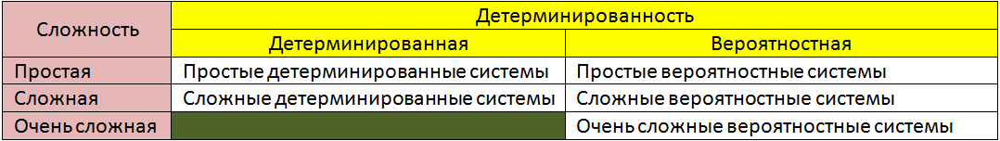 Сложность
Детерминированность
Детерминированная Вероятностная
Простая Простые детерминированные системы Простые вероятностные системы
Сложная Сложные детерминированные системы Сложные вероятностные системы
Очень сложная Очень сложные вероятностные системы